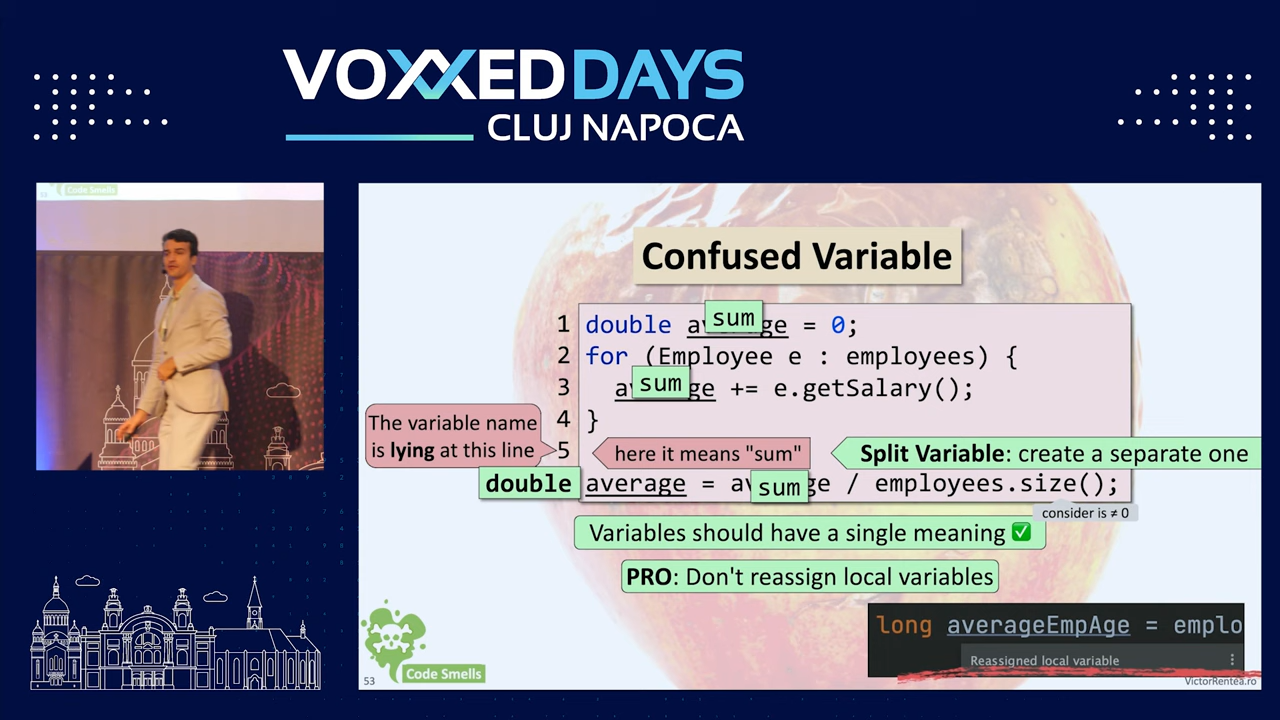 VOXXED DAYS
CLUJ NAPOCA
Code Smells
Confused Variable
sum
1 double average = 0;
2 for (Employee e : employees) {
sum
3 average += e.getSalary();
4 }
The variable name
is lying at this line
5
here it means "sum"
Split Variable: create a separate one
double average = average / employees.size();
sum
consider is ≠ 0
Variables should have a single meaning ✅
PRO: Don't reassign local variables
long averageEmpAge = emplo
Reassigned local variable
Code Smells
53
VictorRentea.ro